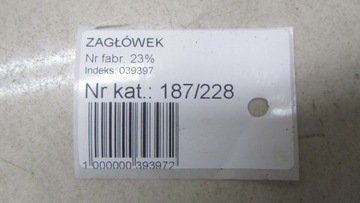 ZAGŁÓWEK
Nr fabr. 23%
Indeks: 039397
Nr kat.: 187/228
1 000000 393972